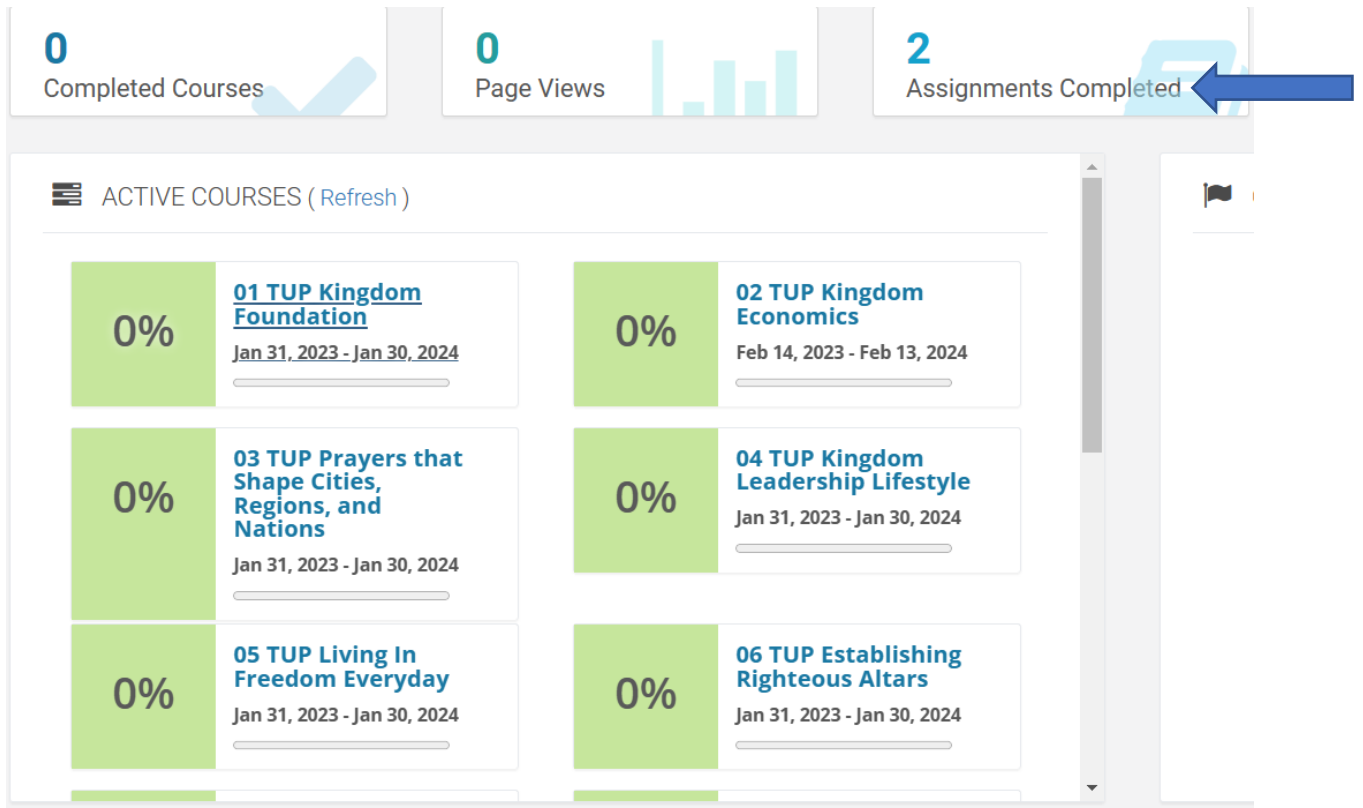 0
Completed Courses
0
Page Views
2
Assignments Completed
ACTIVE COURSES ( Refresh )
0%
01 TUP Kingdom
Foundation
Jan 31, 2023 - Jan 30, 2024
0%
02 TUP Kingdom
Economics
Feb 14, 2023 - Feb 13, 2024
0%
03 TUP Prayers that
Shape Cities,
Regions, and
Nations
Jan 31, 2023 - Jan 30, 2024
0%
04 TUP Kingdom
Leadership Lifestyle
Jan 31, 2023 - Jan 30, 2024
0%
05 TUP Living In
Freedom Everyday
Jan 31, 2023 - Jan 30, 2024
0%
06 TUP Establishing
Righteous Altars
Jan 31, 2023 - Jan 30, 2024